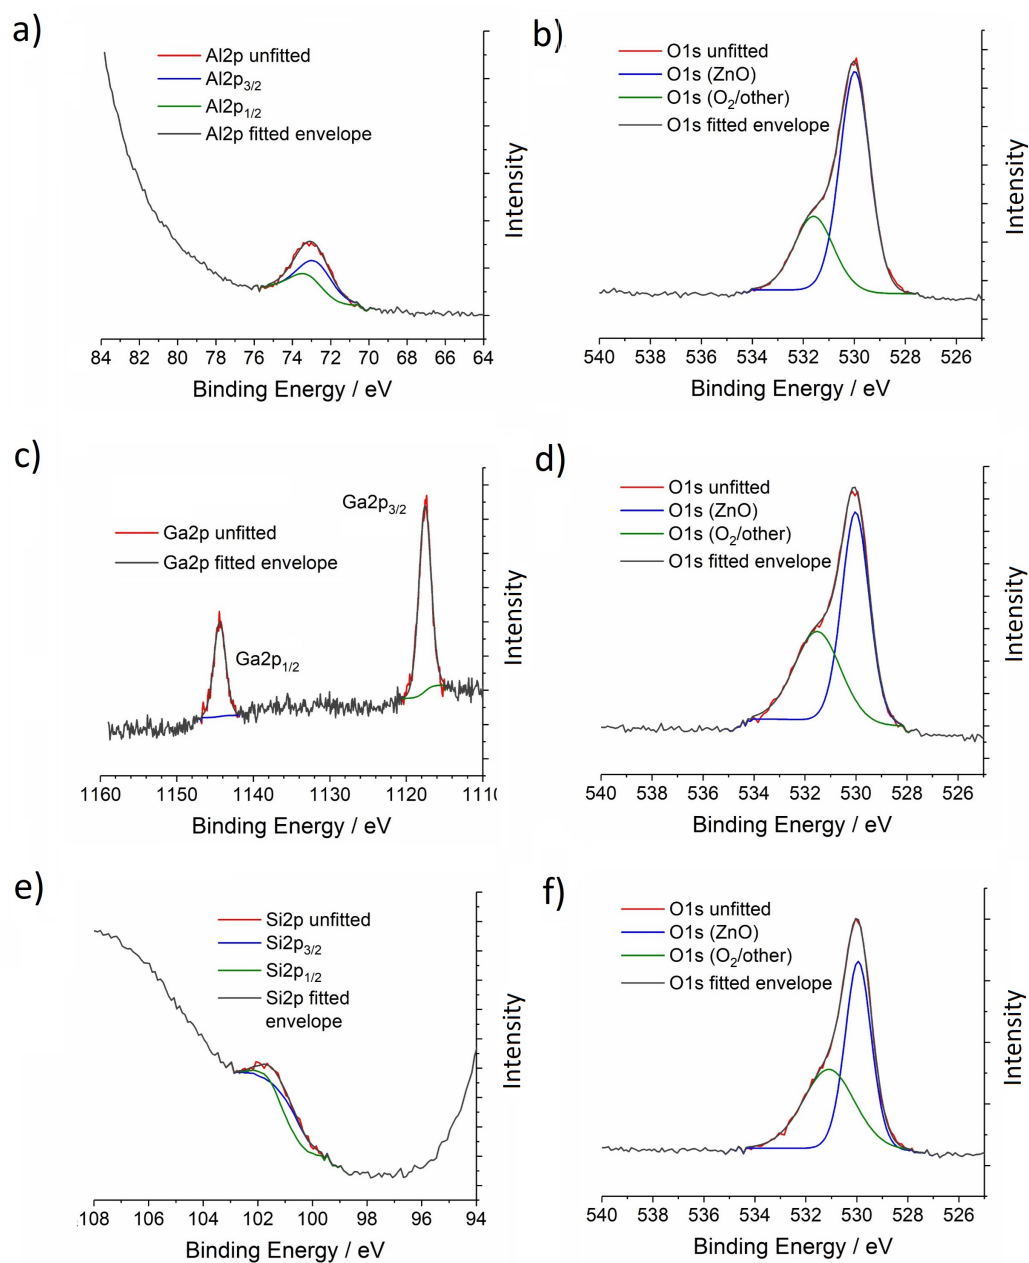 a)
Al2p unfitted
Al2p3/2
Al2p1/2
Al2p fitted envelope
Intensity
84 82 80 78 76 74 72 70 68 66 64
Binding Energy / eV
b)
O1s unfitted
O1s (ZnO)
O1s (O2/other)
O1s fitted envelope
Intensity
540 538 536 534 532 530 528 526
Binding Energy / eV
c)
Ga2p3/2
Ga2p unfitted
Ga2p fitted envelope
Ga2p1/2
Intensity
1160 1150 1140 1130 1120 1110
Binding Energy / eV
d)
O1s unfitted
O1s (ZnO)
O1s (O2/other)
O1s fitted envelope
Intensity
540 538 536 534 532 530 528 526
Binding Energy / eV
e)
Si2p unfitted
Si2p3/2
Si2p1/2
Si2p fitted
envelope
Intensity
108 106 104 102 100 98 96 94
Binding Energy / eV
f)
O1s unfitted
O1s (ZnO)
O1s (O2/other)
O1s fitted envelope
Intensity
540 538 536 534 532 530 528 526
Binding Energy / eV